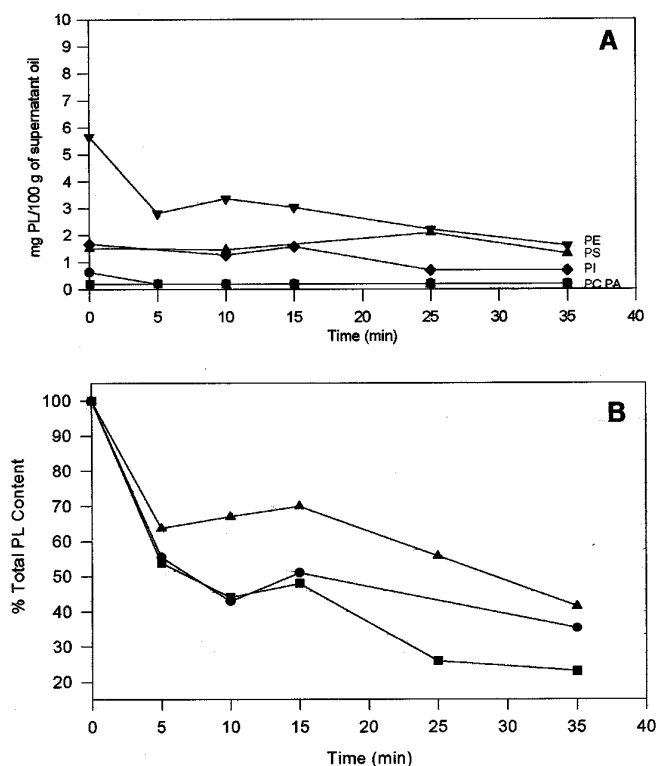 A
mg PL/100 g of supernatant oil
10
9
8
7
6
5
4
3
2
1
0
PE
PS
PI
PC PA
0 5 10 15 20 25 30 35 40
Time (min)
B
% Total PL Content
100
90
80
70
60
50
40
30
20
0 5 10 15 20 25 30 35 40
Time (min)